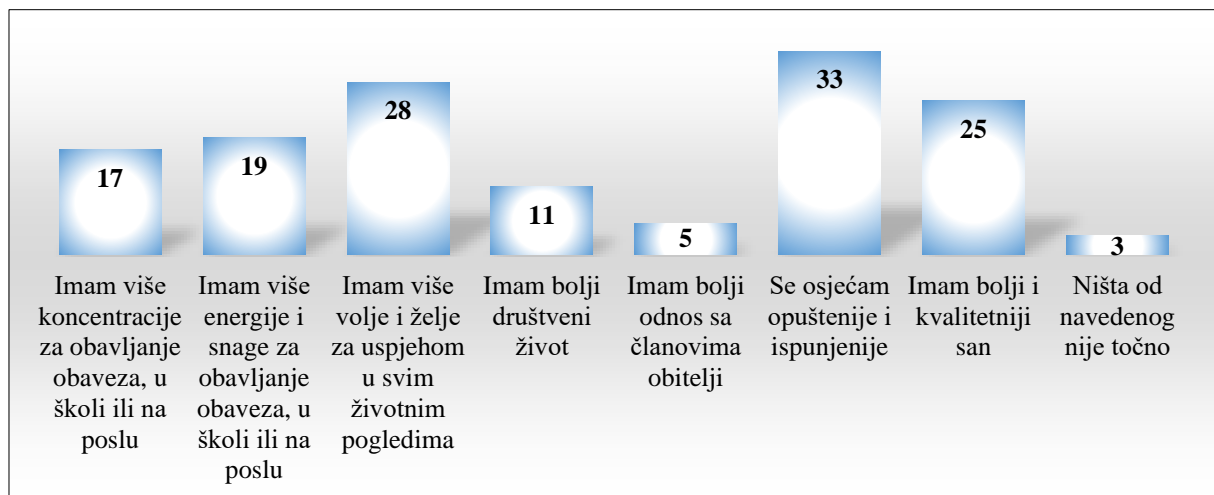 17
19
28
11
5
33
25
3
Imam više
koncentracije
za obavljanje
obaveza, u
školi ili na
poslu
Imam više
energije i
snage za
obavljanje
obaveza, u
školi ili na
poslu
Imam više
volje i želje
za uspjehom
u svim
životnim
pogledima
Imam bolji
društveni
život
Imam bolji
odnos sa
članovima
obitelji
Se osjećam
opuštenije i
ispunjenije
Imam bolji i
kvalitetniji
san
Ništa od
navedenog
nije točno